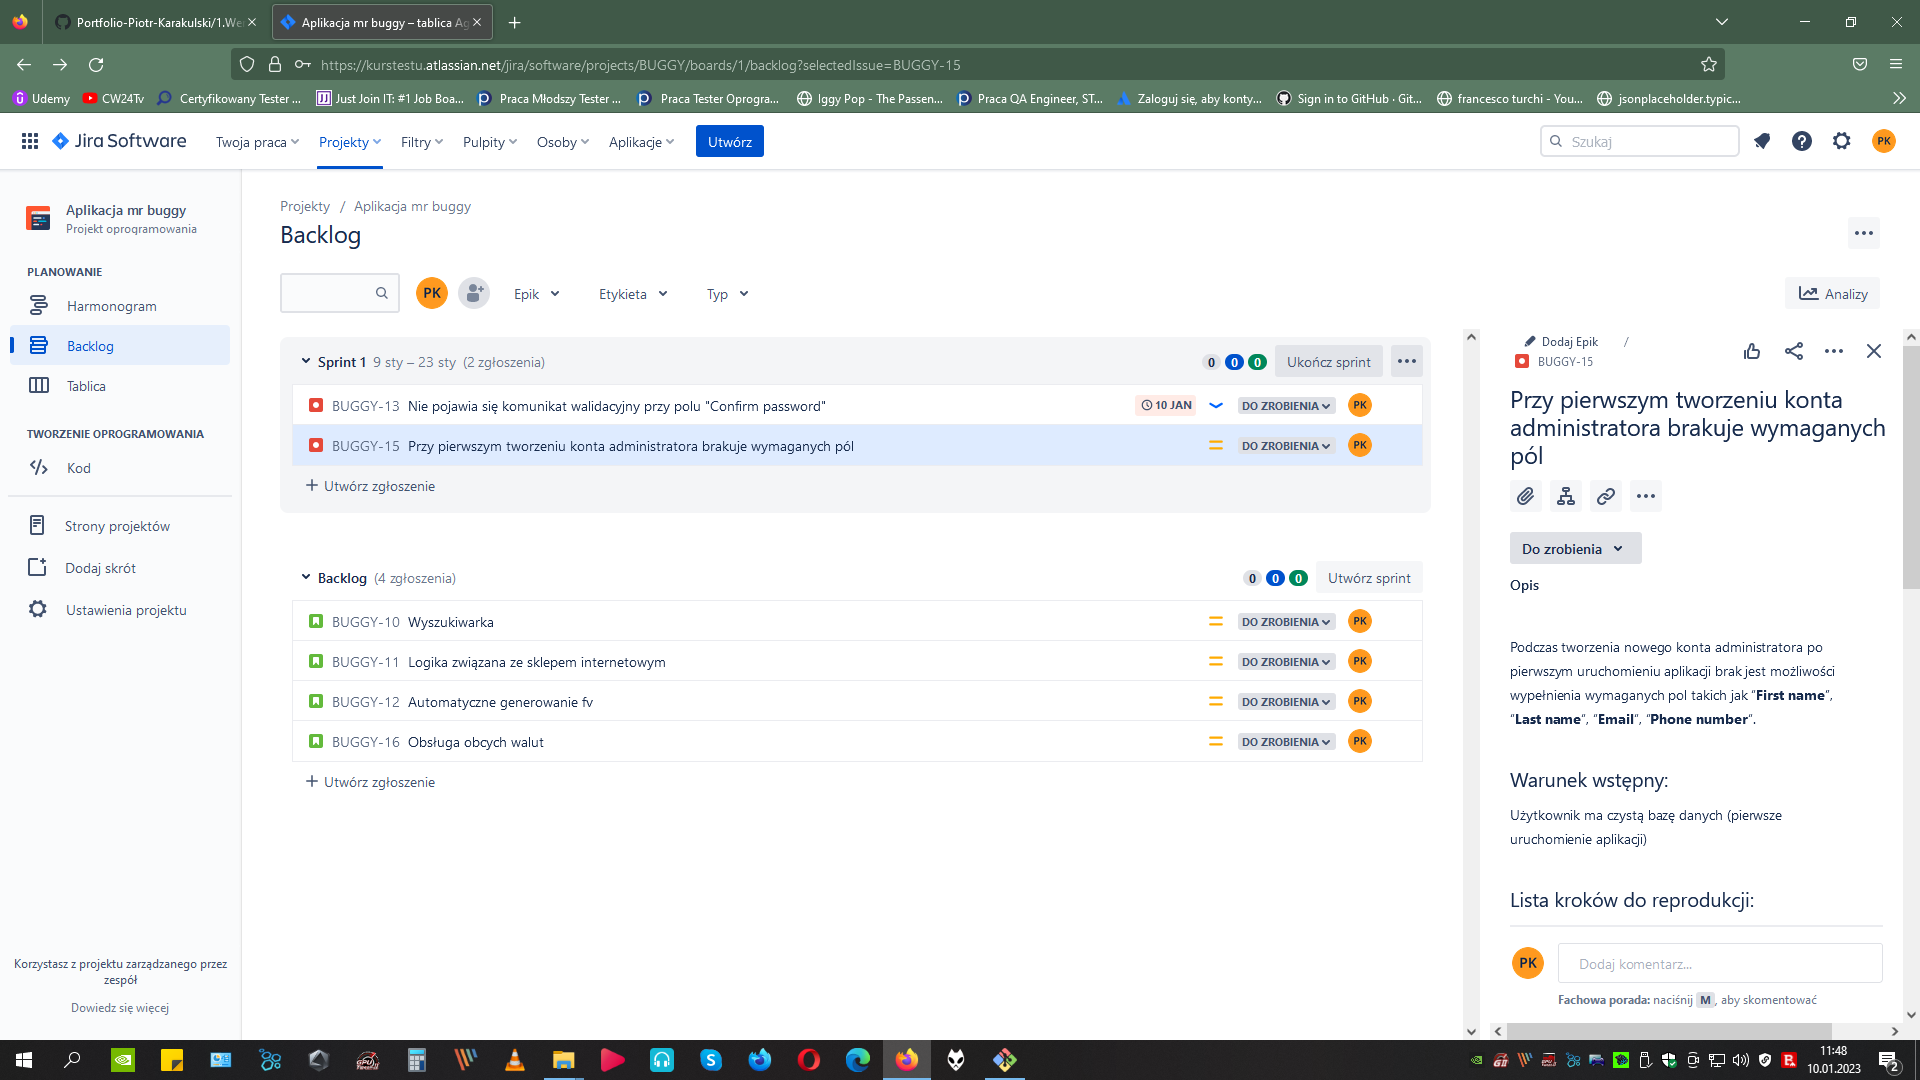 Portfolio-Piotr-Karakulski/1.We
Aplikacja mr buggy – tablica Ag
https://kurstestu.atlassian.net/jira/software/projects/BUGGY/boards/1/backlog?selectedIssue=BUGGY-15
Udemy
CW24Tv
Certyfikowany Tester ...
Just Join IT: #1 Job Boa...
Praca Młodszy Tester ...
Praca Tester Oprogra...
Iggy Pop - The Passen...
Praca QA Engineer, ST...
Zaloguj się, aby konty...
Sign in to GitHub · Git...
francesco turchi - You...
jsonplaceholder.typic...
Jira Software
Twoja praca
Projekty
Filtry
Pulpity
Osoby
Aplikacje
Utwórz
Szukaj
PK
Aplikacja mr buggy
Projekt oprogramowania
PLANOWANIE
Harmonogram
Backlog
Tablica
TWORZENIE OPROGRAMOWANIA
Kod
Strony projektów
Dodaj skrót
Ustawienia projektu
Korzystasz z projektu zarządzanego przez
zespół
Dowiedz się więcej
Projekty / Aplikacja mr buggy
Backlog
PK
Epik
Etykieta
Typ
Analizy
Sprint 1 9 sty – 23 sty (2 zgłoszenia)
0 0 0
Ukończ sprint
BUGGY-13 Nie pojawia się komunikat walidacyjny przy polu "Confirm password"
10 JAN
DO ZROBIENIA
PK
BUGGY-15 Przy pierwszym tworzeniu konta administratora brakuje wymaganych pól
DO ZROBIENIA
PK
+ Utwórz zgłoszenie
Backlog (4 zgłoszenia)
0 0 0
Utwórz sprint
BUGGY-10 Wyszukiwarka
DO ZROBIENIA
PK
BUGGY-11 Logika związana ze sklepem internetowym
DO ZROBIENIA
PK
BUGGY-12 Automatyczne generowanie fv
DO ZROBIENIA
PK
BUGGY-16 Obsługa obcych walut
DO ZROBIENIA
PK
+ Utwórz zgłoszenie
Dodaj Epik /
BUGGY-15
Przy pierwszym tworzeniu konta
administratora brakuje wymaganych
pól
Do zrobienia
Opis
Podczas tworzenia nowego konta administratora po
pierwszym uruchomieniu aplikacji brak jest możliwości
wypełnienia wymaganych pol takich jak “First name”,
“Last name”, “Email”, “Phone number”.
Warunek wstępny:
Użytkownik ma czystą bazę danych (pierwsze
uruchomienie aplikacji)
Lista kroków do reprodukcji:
PK
Dodaj komentarz...
Fachowa porada: naciśnij M, aby skomentować
11:48
10.01.2023
2